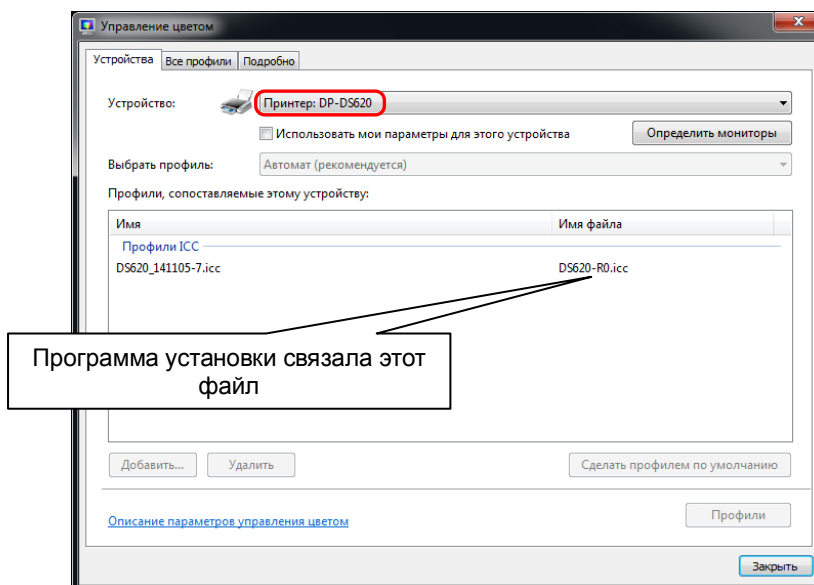 Управление цветом
Устройства Все профили Подробно
Устройство: Принтер: DP-DS620
Использовать мои параметры для этого устройства Определить мониторы
Выбрать профиль: Автомат (рекомендуется)
Профили, сопоставляемые этому устройству:
Имя Имя файла
Профили ICC
DS620_141105-7.icc DS620-R0.icc
Программа установки связала этот
файл
Добавить... Удалить Сделать профилем по умолчанию
Описание параметров управления цветом Профили
Закрыть